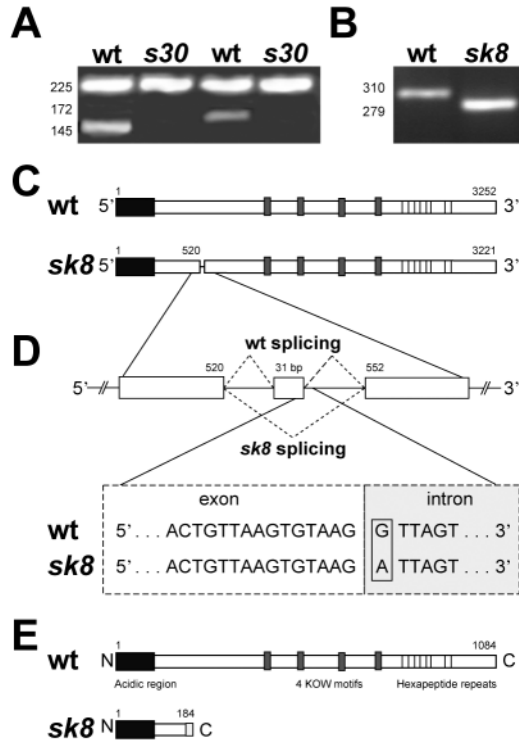 A
wt s30 wt s30
225
172
145
B
wt sk8
310
279
C
1 3252
wt 5’ 3’
1 520 3221
sk8 5’ 3’
D
wt splicing
520 31 bp 552
5’ 3’
sk8 splicing
exon intron
wt 5’ . . . ACTGTTAAGTGTAAG G TTAGT . . . 3’
sk8 5’ . . . ACTGTTAAGTGTAAG A TTAGT . . . 3’
E
1 1084
wt N C
Acidic region 4 KOW motifs Hexapeptide repeats
1 184
sk8 N C